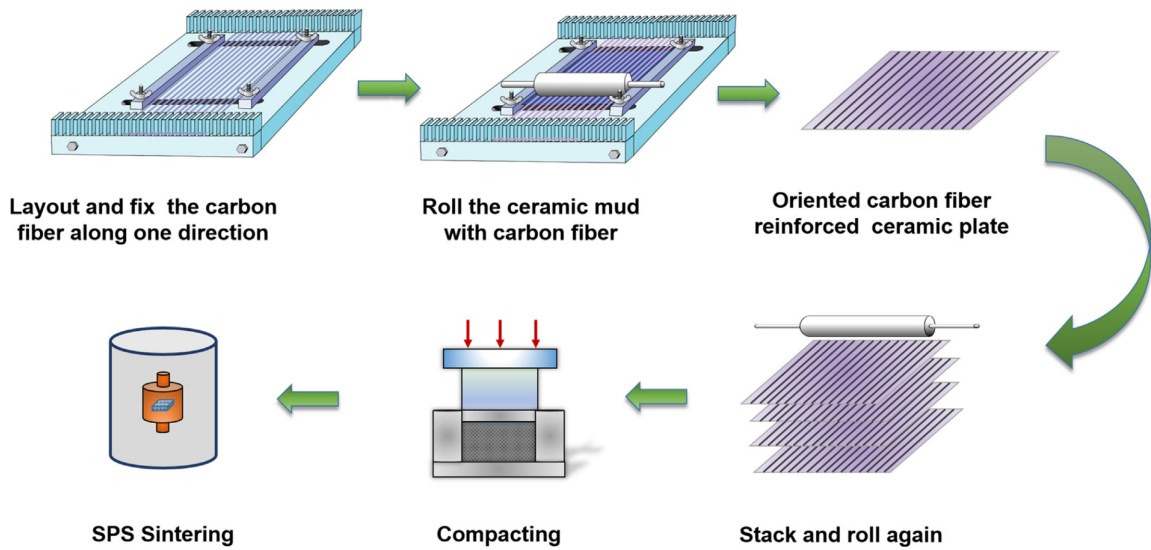 Layout and fix the carbon
fiber along one direction
Roll the ceramic mud
with carbon fiber
Oriented carbon fiber
reinforced ceramic plate
SPS Sintering
Compacting
Stack and roll again